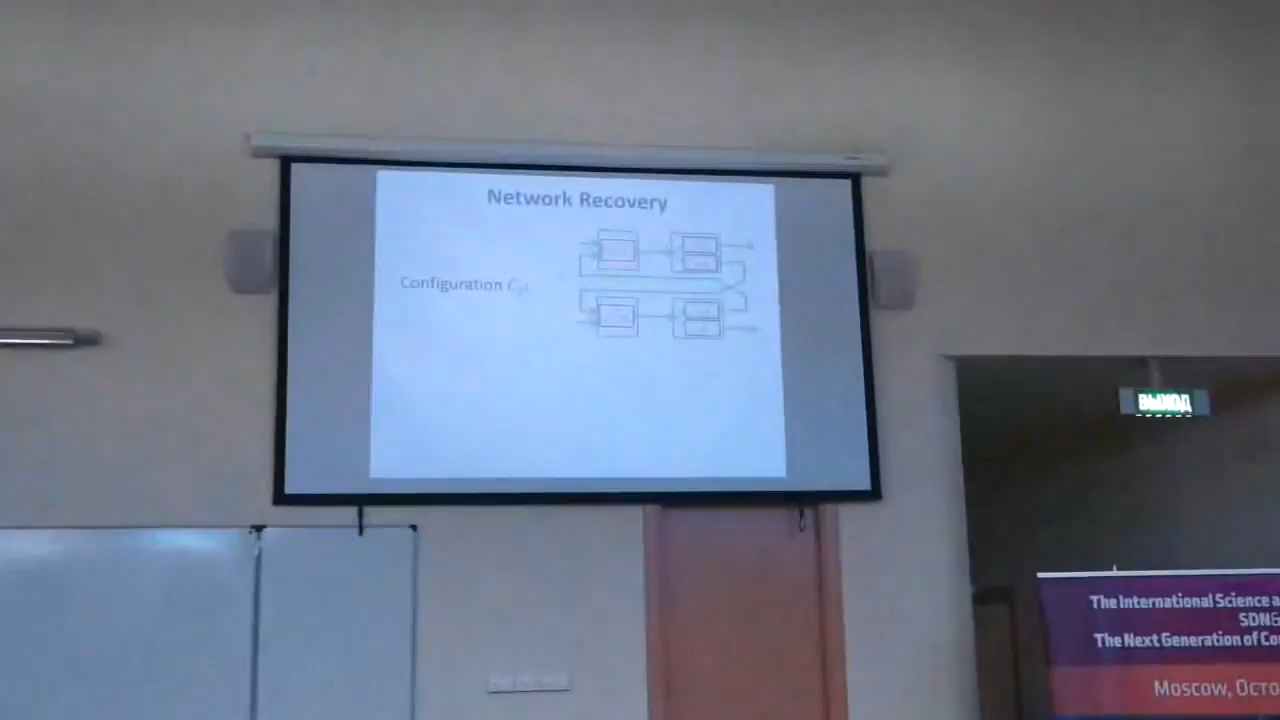 Network Recovery
Configuration
ВЫХОД
The International Science a
SDN&
The Next Generation of Co
Moscow, Octo